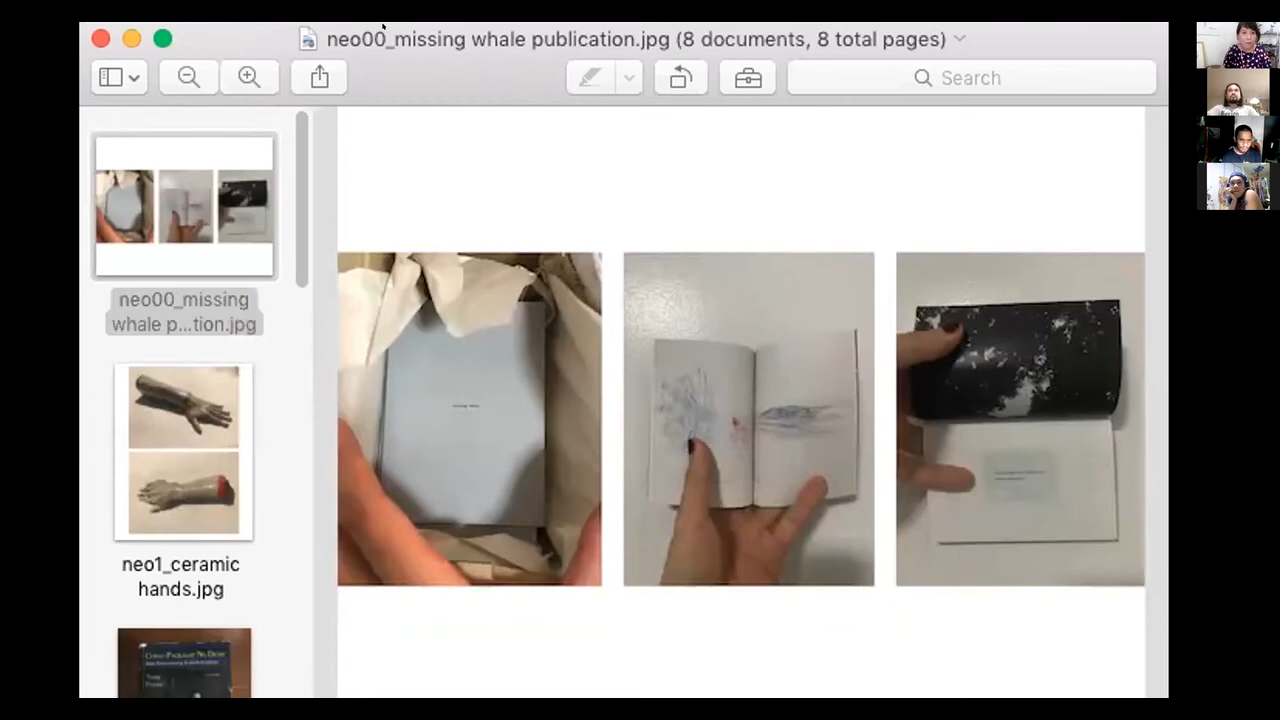 neo00_missing whale publication.jpg (8 documents, 8 total pages)
Search
neo00_missing
whale p...tion.jpg
neo1_ceramic
hands.jpg